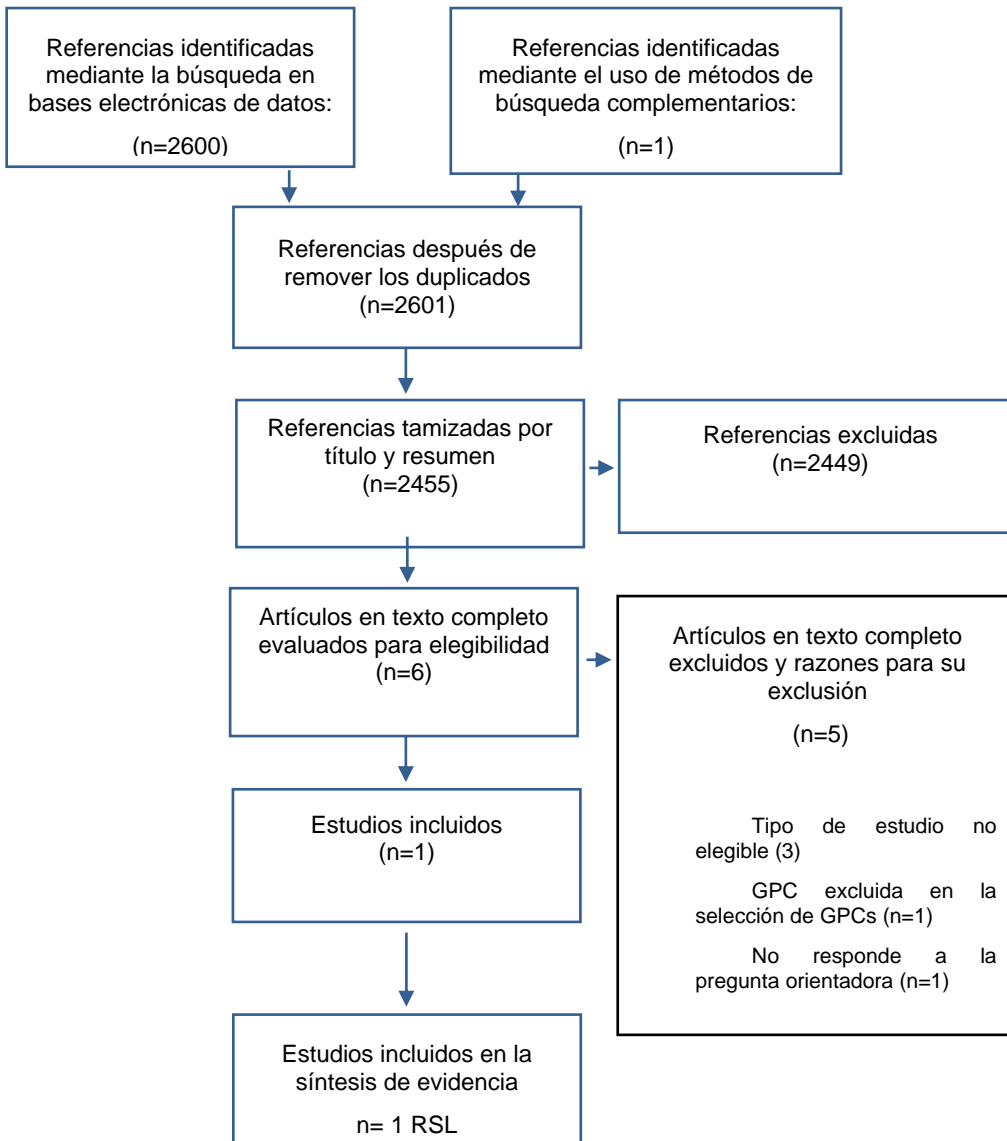 Referencias identificadas
mediante la búsqueda en
bases electrónicas de datos:
(n=2600)
Referencias identificadas
mediante el uso de métodos de
búsqueda complementarios:
(n=1)
Referencias después de
remover los duplicados
(n=2601)
Referencias tamizadas por
título y resumen
(n=2455)
Referencias excluidas
(n=2449)
Artículos en texto completo
evaluados para elegibilidad
(n=6)
Artículos en texto completo
excluidos y razones para su
exclusión
(n=5)
Tipo de estudio no
elegible (3)
GPC excluida en la
selección de GPCs (n=1)
No responde a la
pregunta orientadora (n=1)
Estudios incluidos
(n=1)
Estudios incluidos en la
síntesis de evidencia
n= 1 RSL